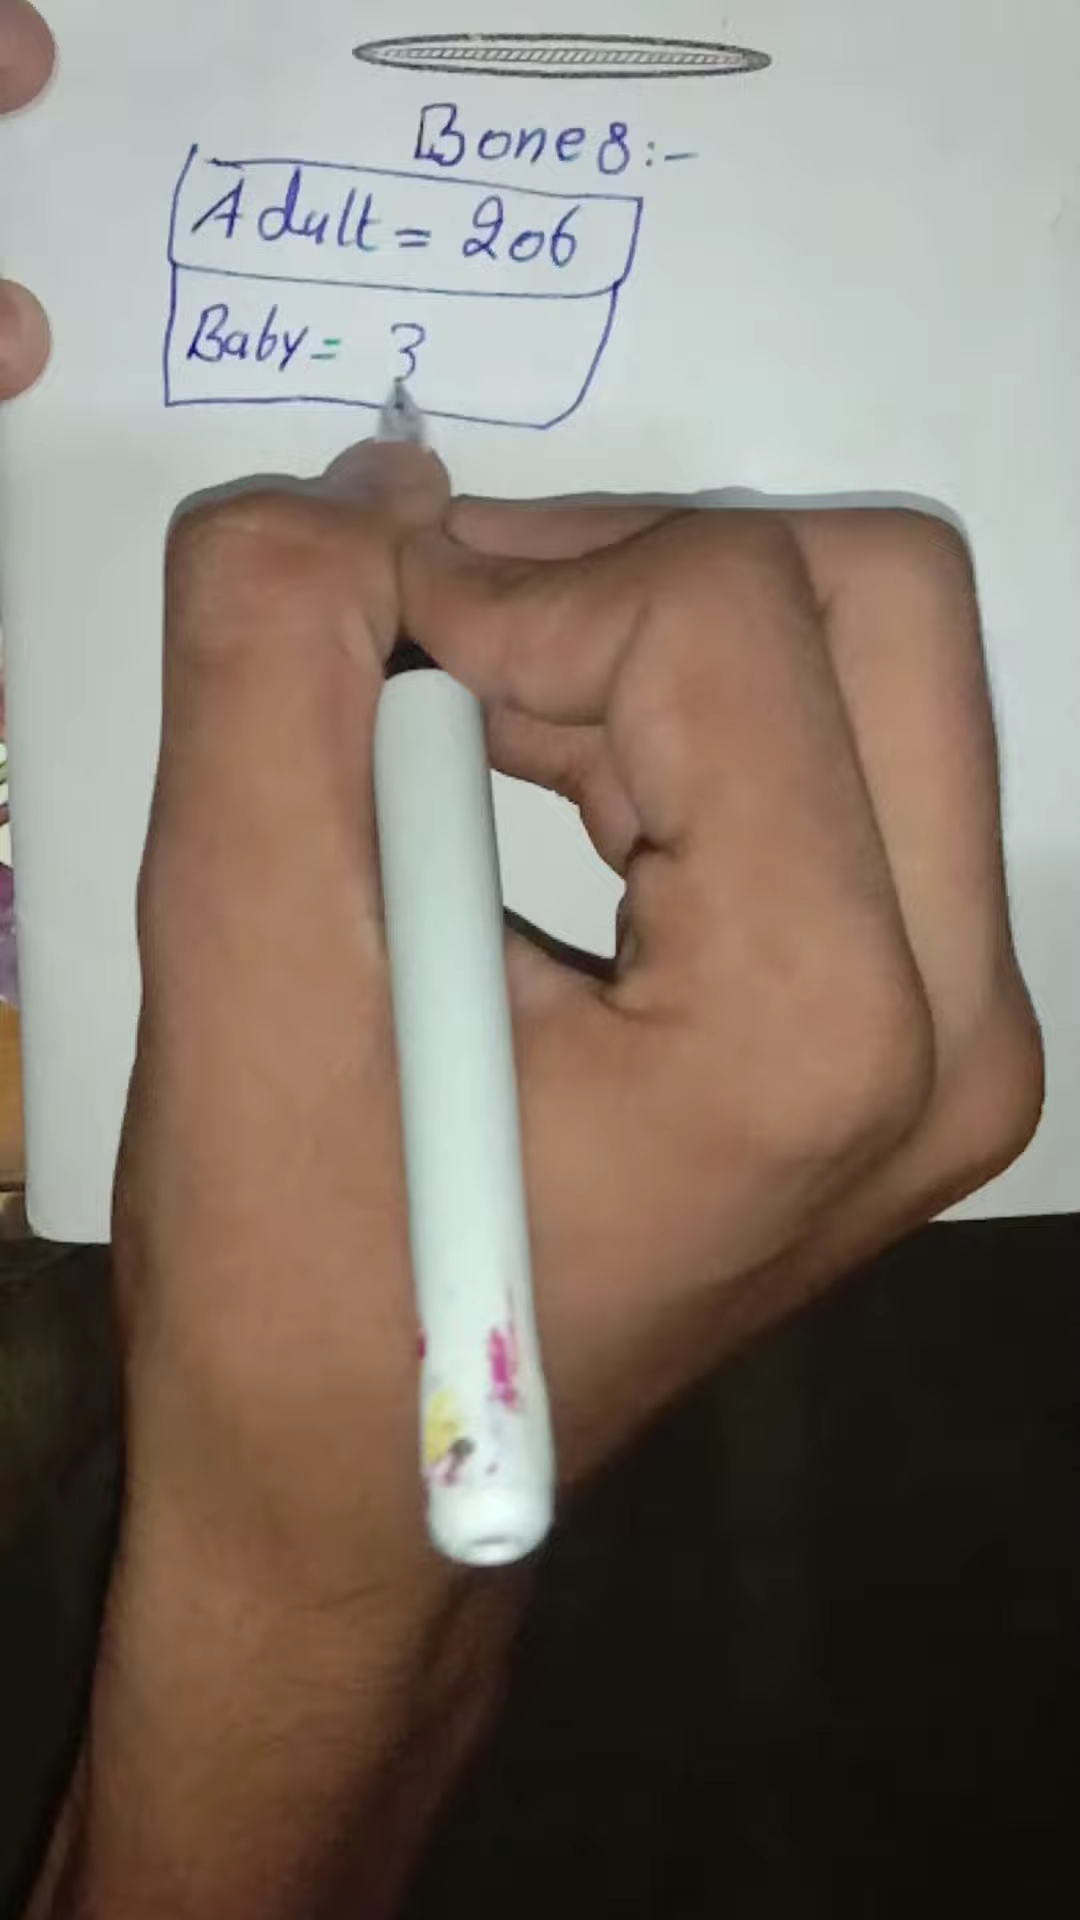 Bones:-
Adult = 206
Baby = 3